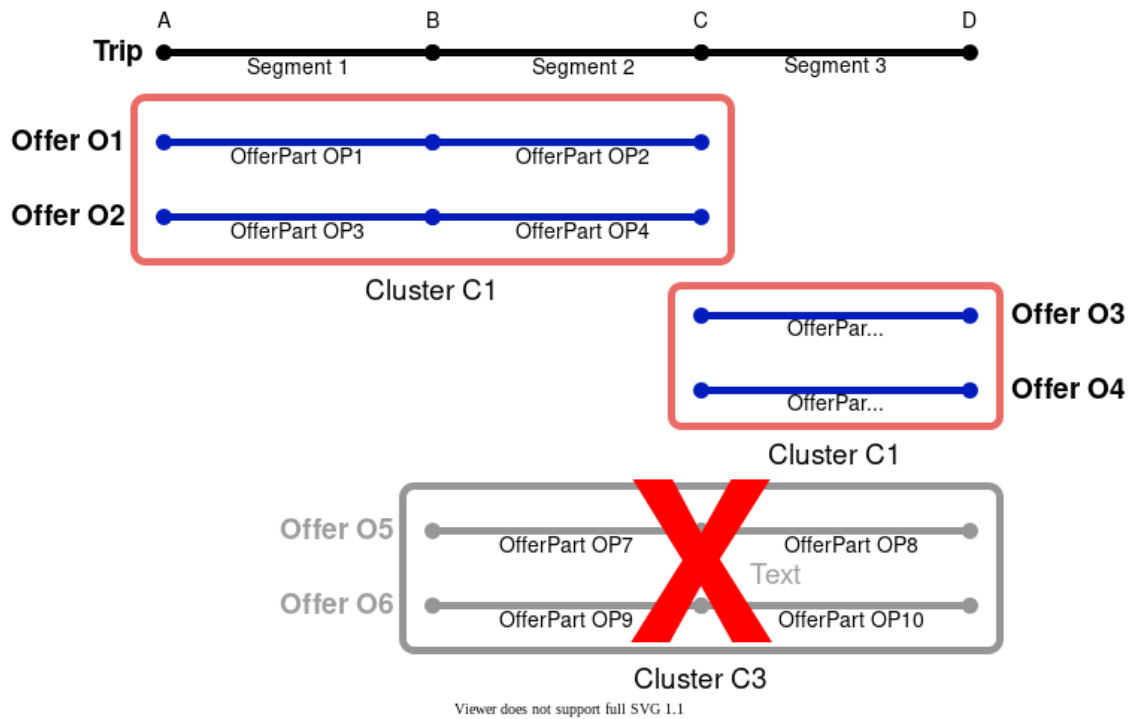 A B C D
Trip
Segment 1 Segment 2 Segment 3
Offer O1
OfferPart OP1 OfferPart OP2
Offer O2
OfferPart OP3 OfferPart OP4
Cluster C1
OfferPar... Offer O3
OfferPar... Offer O4
Cluster C1
Offer O5
OfferPart OP7 OfferPart OP8
Text
Offer O6
OfferPart OP9 OfferPart OP10
Cluster C3
Viewer does not support full SVG 1.1